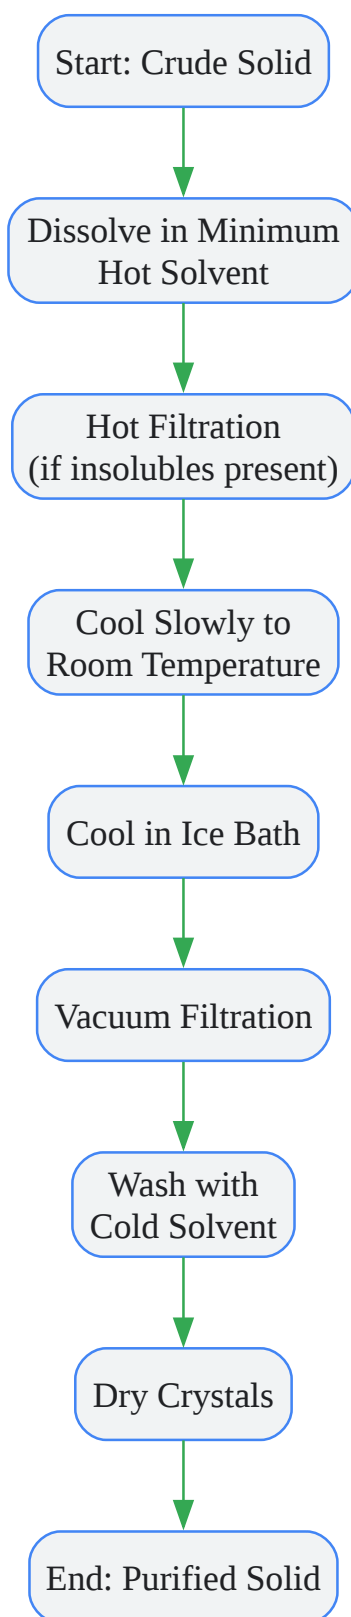 Start: Crude Solid
Dissolve in Minimum
Hot Solvent
Hot Filtration
(if insolubles present)
Cool Slowly to
Room Temperature
Cool in Ice Bath
Vacuum Filtration
Wash with
Cold Solvent
Dry Crystals
End: Purified Solid